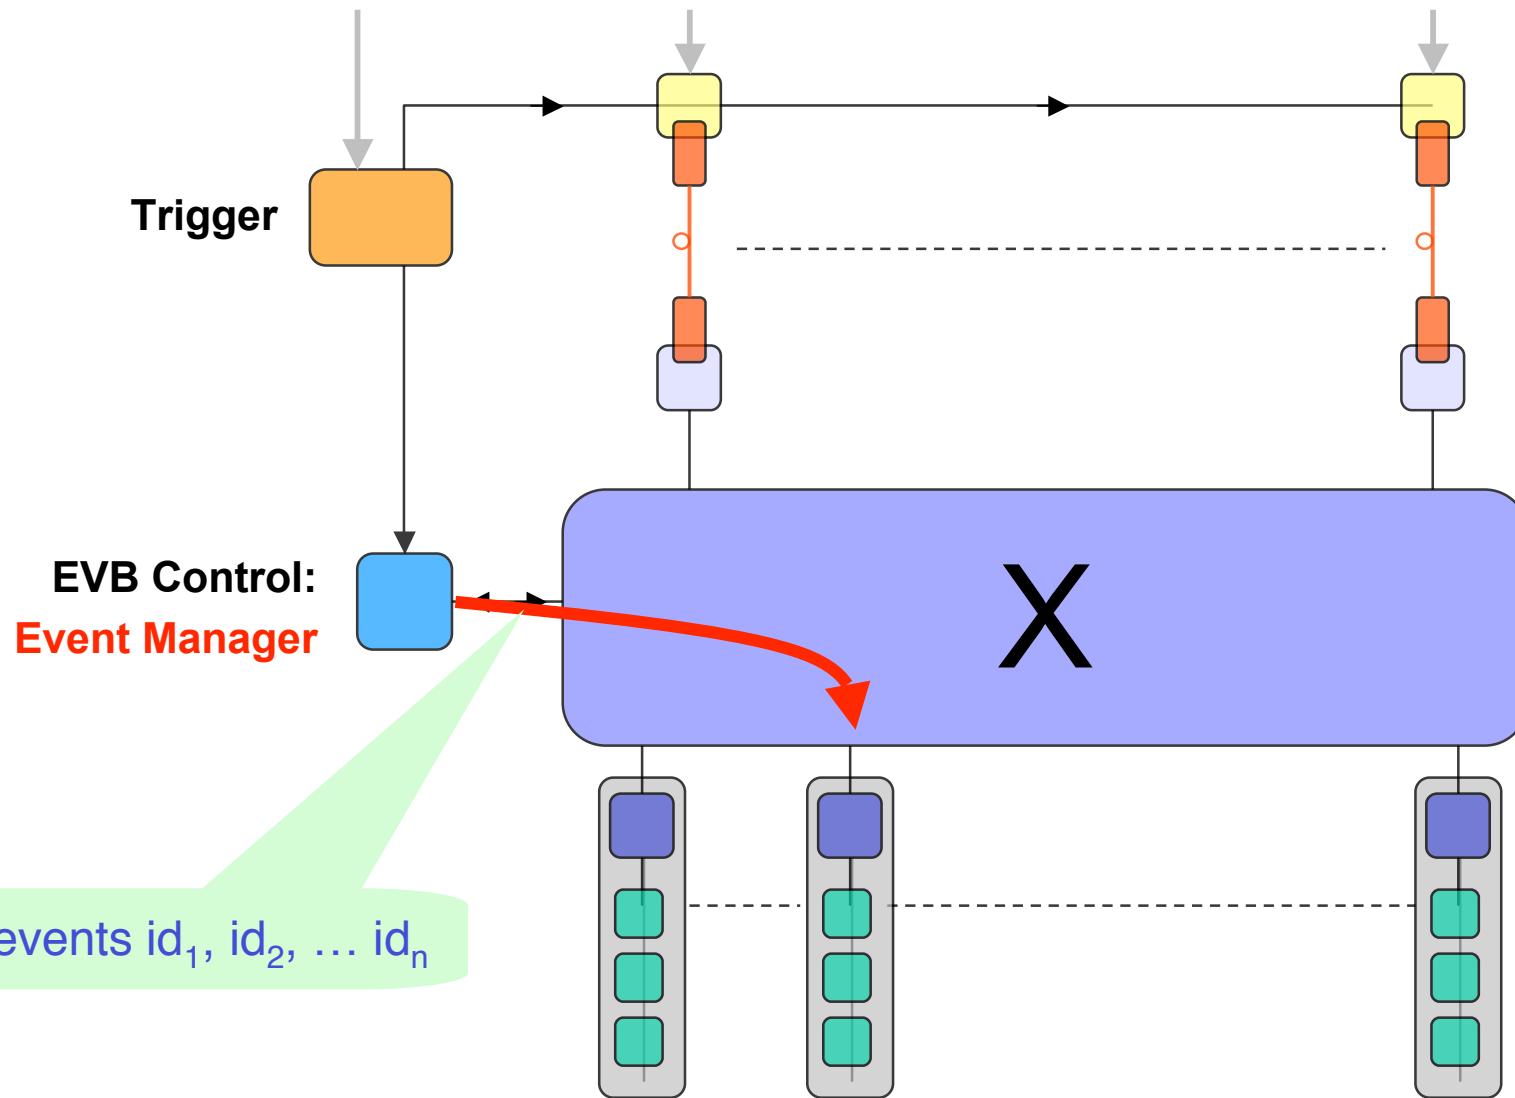 Trigger
EVB Control:
Event Manager
X
events id₁, id₂, … idₙ